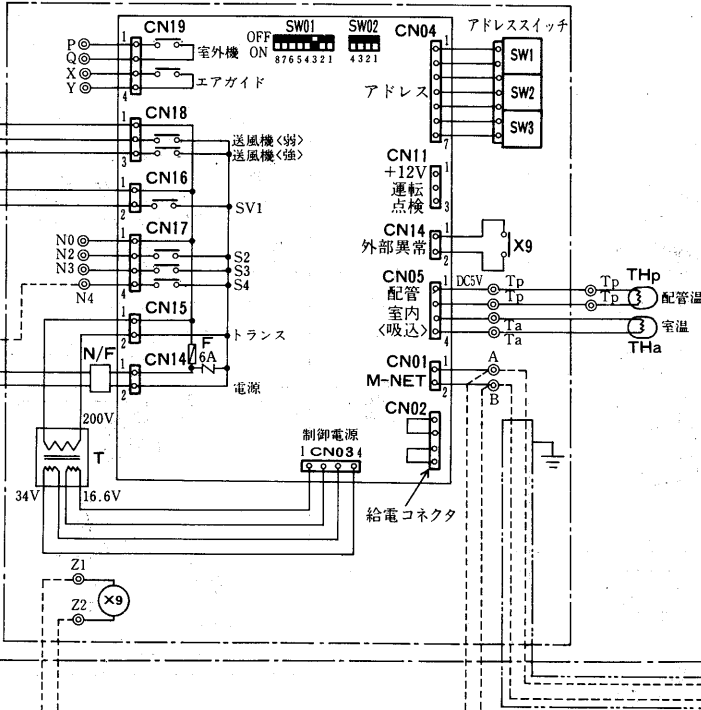 CN19
SW01
SW02
CN04
アドレススイッチ
OFF
ON
87654321
4321
P
Q
X
Y
1
4
室外機
エアガイド
アドレス
1
7
SW1
SW2
SW3
CN18
1
3
送風機<弱>
送風機<強>
CN11
+12V
運転
点検
1
3
CN16
1
2
SV1
CN17
N0
N2
N3
N4
1
4
S2
S3
S4
CN14
外部異常
1
2
X9
CN05
配管
室内
<吸込>
1
4
DC5V
Tp
Tp
Ta
Ta
Tp
Tp
THp
配管温
室温
THa
CN15
1
2
トランス
F
6A
N/F
CN14
1
2
電源
CN01
M-NET
1
2
A
B
CN02
200V
T
34V
16.6V
制御電源
1 CN03 4
給電コネクタ
Z1
Z2
X9